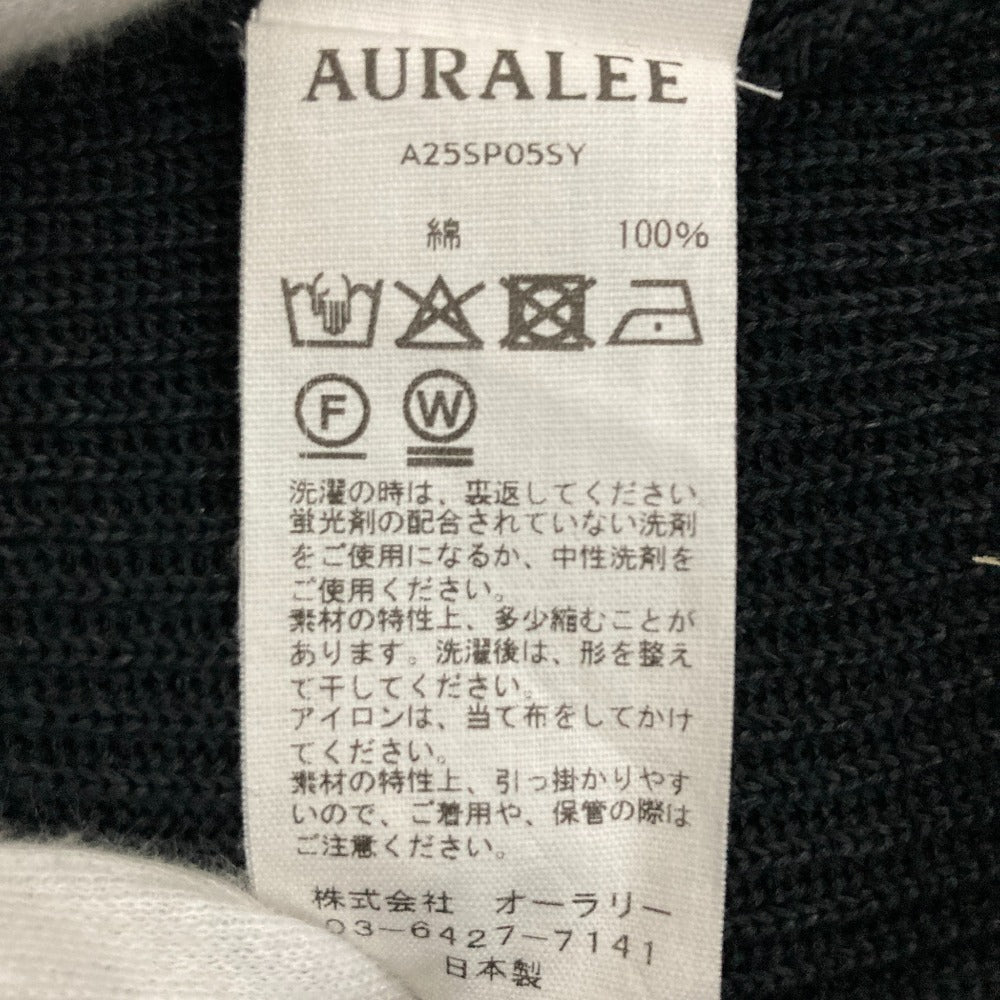 AURALEE
A25SP05SY
綿 100%
F W
洗濯の時は、裏返してください。
蛍光剤の配合されていない洗剤
をご使用になるか、中性洗剤を
ご使用ください。
素材の特性上、多少縮むことが
あります。洗濯後は、形を整え
て干してください。
アイロンは、当て布をしてかけ
てください。
素材の特性上、引っ掛かりやす
いので、ご着用や、保管の際は
ご注意ください。
株式会社 オーラリー
03-6427-7141
日本製